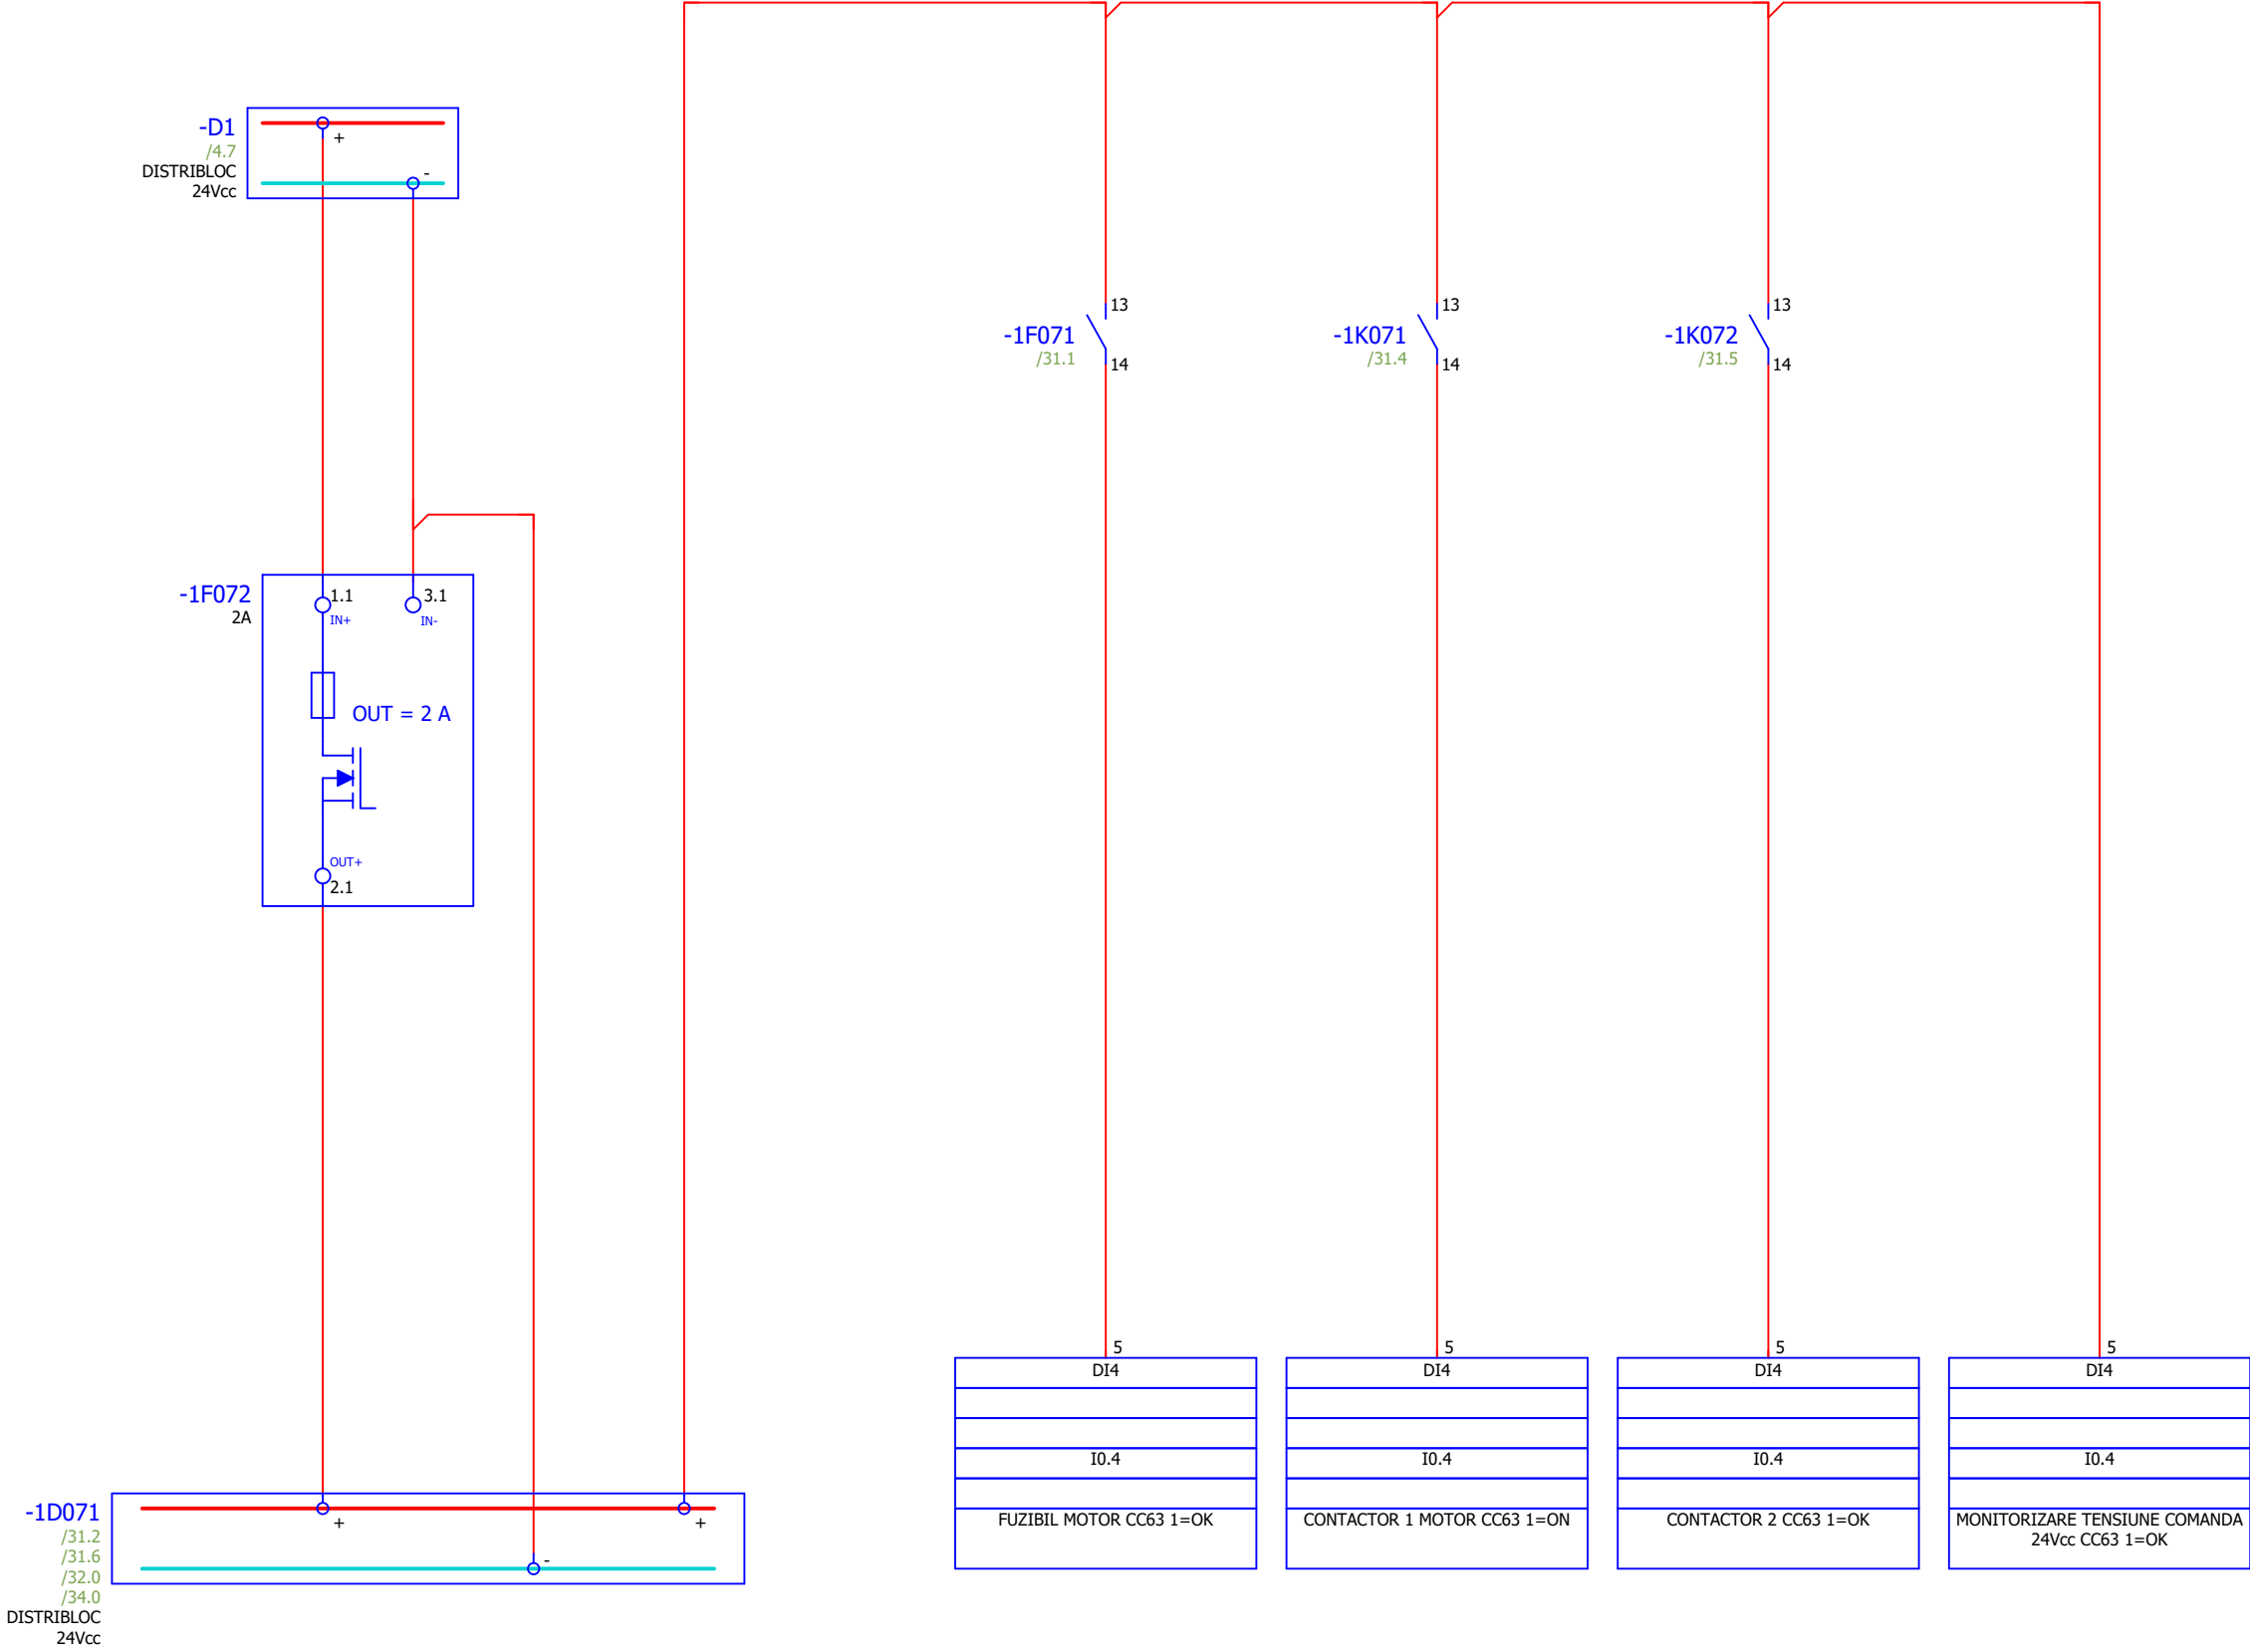 -D1
/4.7
DISTRIBLOC
24Vcc
+
-
-1F071
/31.1
13
14
-1K071
/31.4
13
14
-1K072
/31.5
13
14
-1F072
2A
1.1
IN+
3.1
IN-
OUT = 2 A
OUT+
2.1
5
DI4
I0.4
FUZIBIL MOTOR CC63 1=OK
5
DI4
I0.4
CONTACTOR 1 MOTOR CC63 1=ON
5
DI4
I0.4
CONTACTOR 2 CC63 1=OK
5
DI4
I0.4
MONITORIZARE TENSIUNE COMANDA
24Vcc CC63 1=OK
-1D071
/31.2
/31.6
/32.0
/34.0
DISTRIBLOC
24Vcc
+
-
+